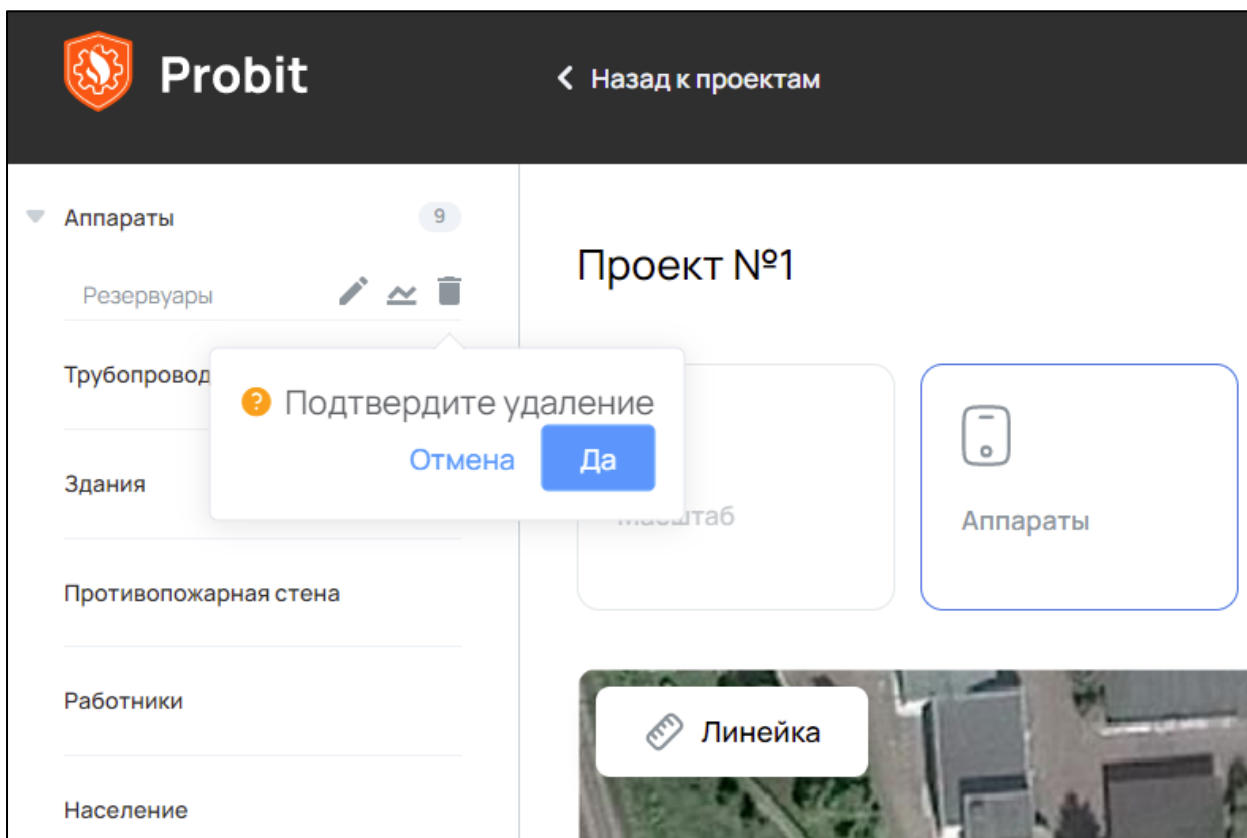 Probit
Назад к проектам
Аппараты
9
Резервуары
Трубопровод
Здания
Противопожарная стена
Работники
Население
Подтвердите удаление
Отмена
Да
Проект №1
Масштаб
Аппараты
Линейка